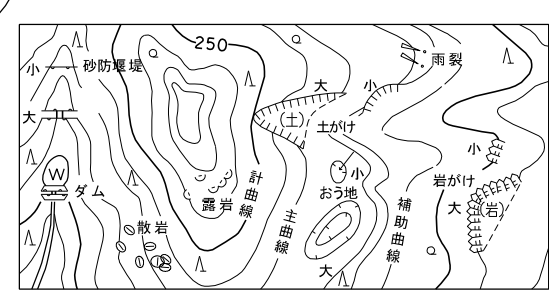 250
雨裂
小
砂防堰堤
大
小
大
(土)
土がけ
小
W
ダム
小
おう地
岩がけ
大
(岩)
露岩
計曲線
主曲線
補助曲線
散岩
大